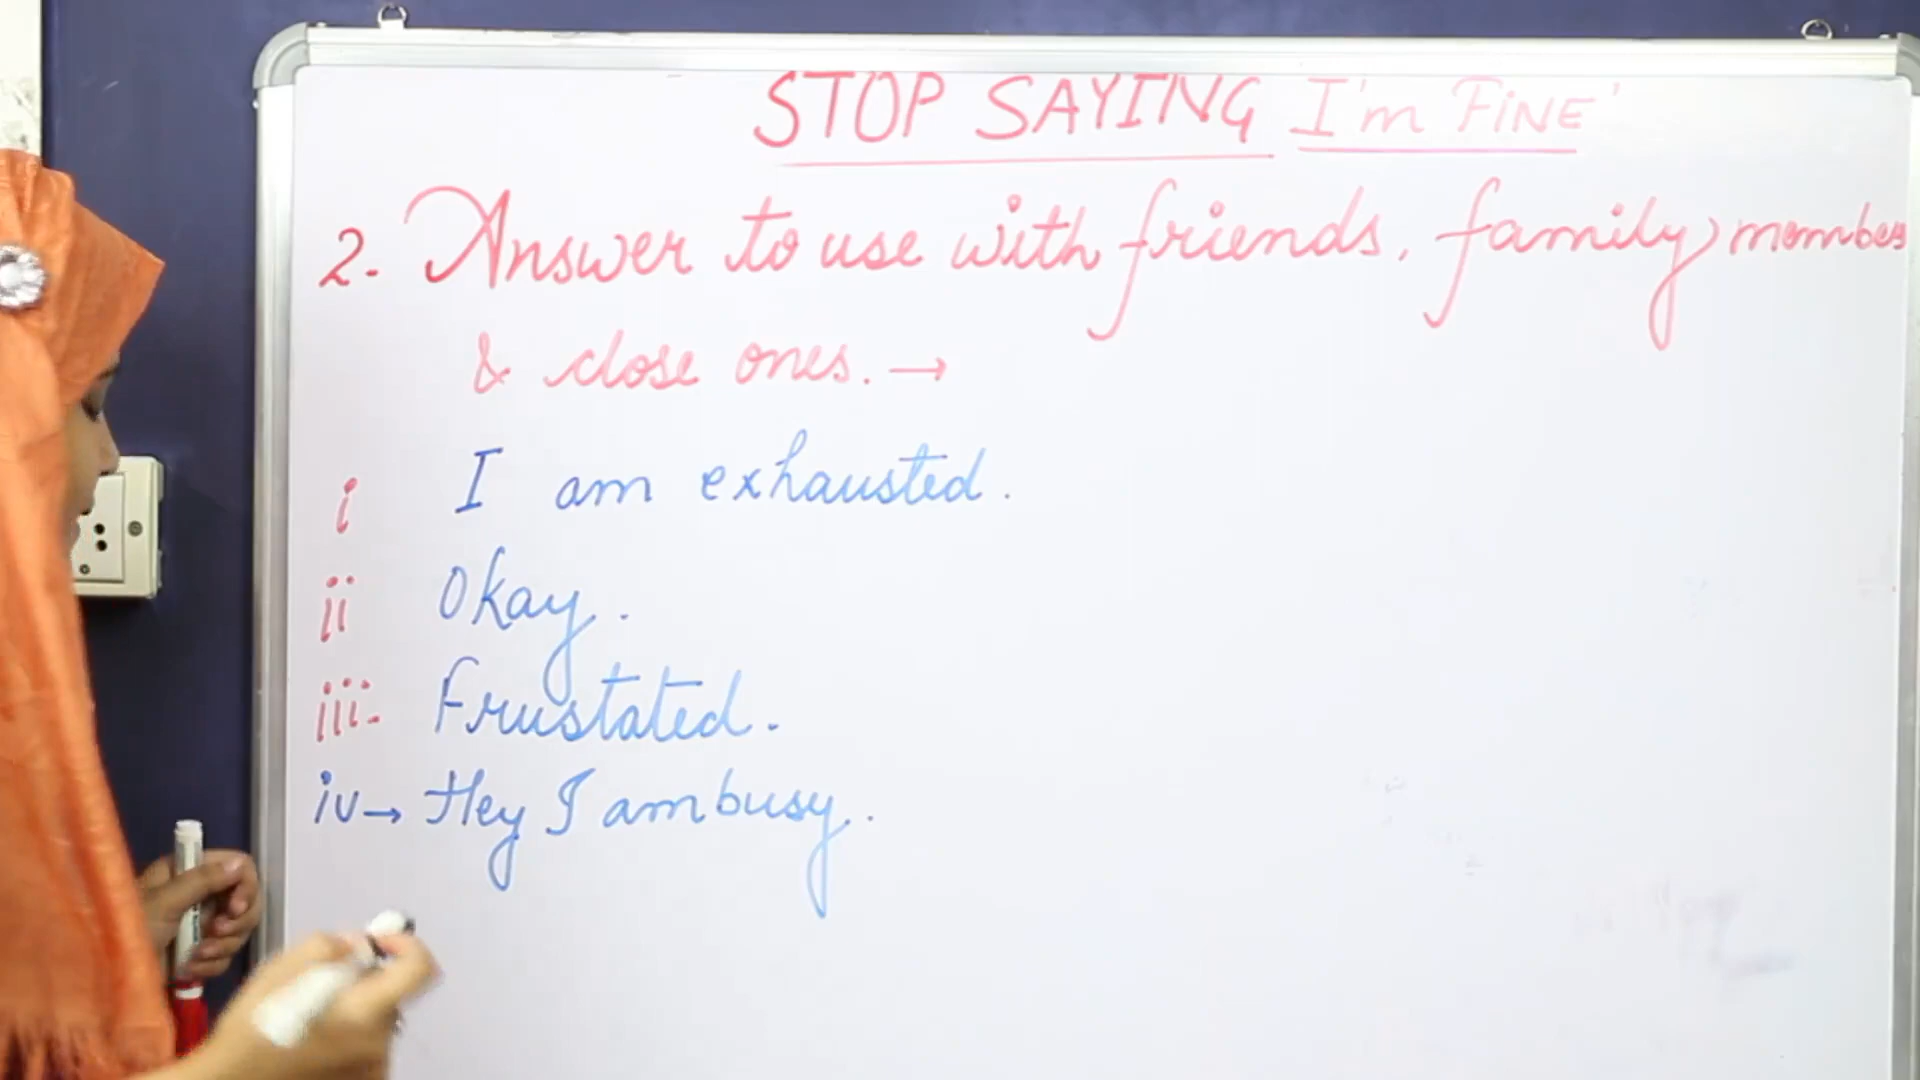 STOP SAYING I'm FiNE'
2. Answer to use with friends, family members
& close ones. →
i I am exhausted.
ii Okay.
iii. Frustated.
iv → Hey I am busy..